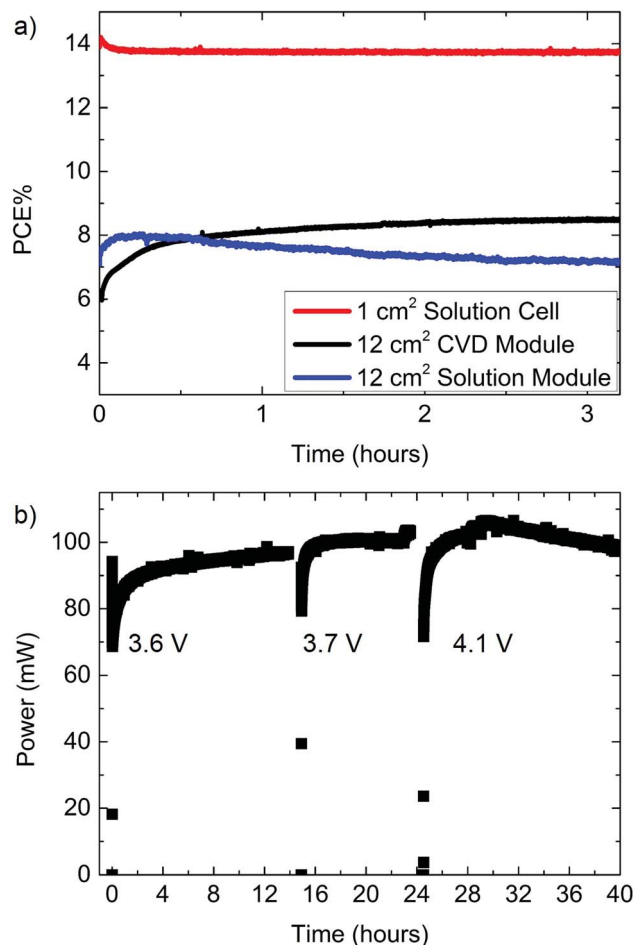 a)
14
12
10
8
6
4
PCE%
1 cm² Solution Cell
12 cm² CVD Module
12 cm² Solution Module
0 1 2 3
Time (hours)
b)
100
80
60
40
20
0
Power (mW)
3.6 V 3.7 V 4.1 V
0 4 8 12 16 20 24 28 32 36 40
Time (hours)